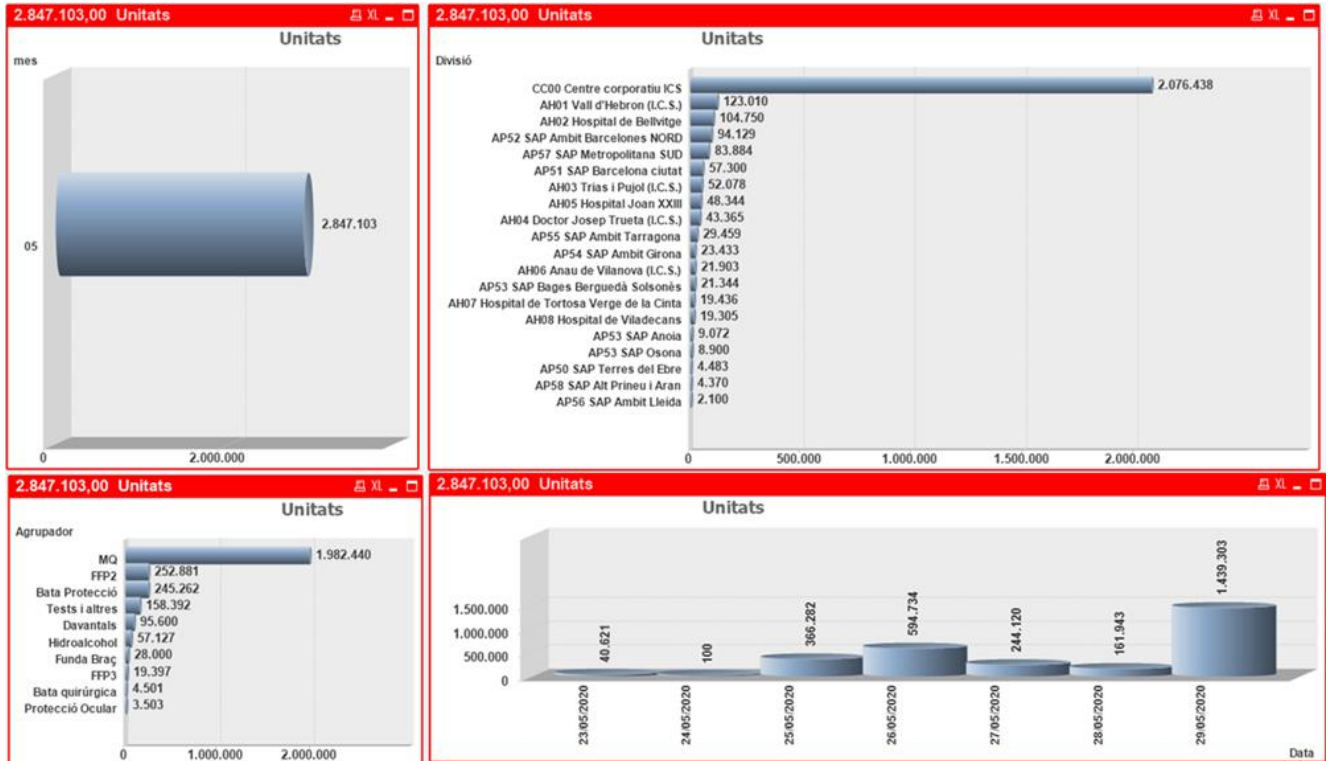 2.847.103,00 Unitats XL
Unitats
mes
05
2.847.103
0 2.000.000
2.847.103,00 Unitats XL
Unitats
Divisió
CC00 Centre corporatiu ICS 2.076.438
AH01 Vall d'Hebron (I.C.S.) 123.010
AH02 Hospital de Bellvitge 104.750
AP52 SAP Ambit Barcelones NORD 94.129
AP57 SAP Metropolitana SUD 83.884
AP51 SAP Barcelona ciutat 57.300
AH03 Trias i Pujol (I.C.S.) 52.078
AH05 Hospital Joan XXIII 48.344
AH04 Doctor Josep Trueta (I.C.S.) 43.365
AP55 SAP Ambit Tarragona 29.459
AP54 SAP Ambit Girona 23.433
AH06 Anau de Vilanova (I.C.S.) 21.903
AP53 SAP Bages Berguedà Solsonès 21.344
AH07 Hospital de Tortosa Verge de la Cinta 19.436
AH08 Hospital de Viladecans 19.305
AP53 SAP Anoia 9.072
AP53 SAP Osona 8.900
AP50 SAP Terres del Ebre 4.483
AP58 SAP Alt Prineu i Aran 4.370
AP56 SAP Ambit Lleida 2.100
0 500.000 1.000.000 1.500.000 2.000.000
2.847.103,00 Unitats XL
Unitats
Agrupador
MQ 1.982.440
FFP2 252.881
Bata Protecció 245.262
Tests i altres 158.392
Davantals 95.600
Hidroalcohol 57.127
Funda Braç 28.000
FFP3 19.397
Bata quirúrgica 4.501
Protecció Ocular 3.503
0 1.000.000 2.000.000
2.847.103,00 Unitats XL
Unitats
1.500.000
1.000.000
500.000
0
40.621
100
366.282
594.734
244.120
161.943
1.439.303
23/05/2020
24/05/2020
25/05/2020
26/05/2020
27/05/2020
28/05/2020
29/05/2020
Data